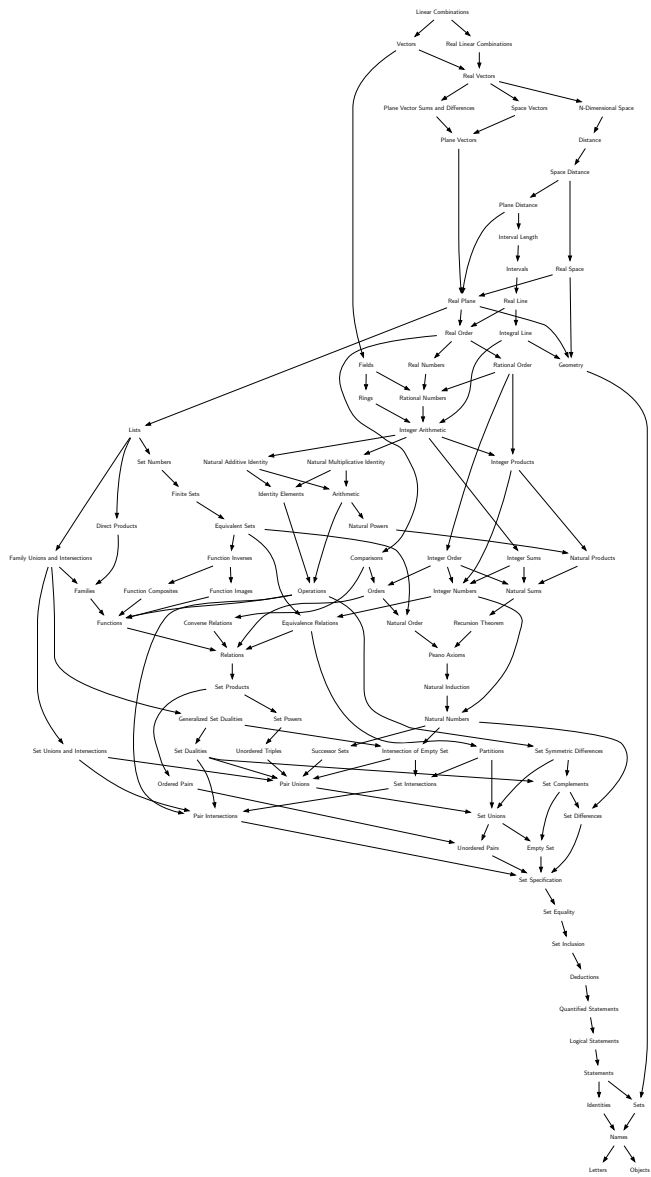 Linear Combinations
Vectors
Real Linear Combinations
Real Vectors
Plane Vector Sums and Differences
Space Vectors
N-Dimensional Space
Plane Vectors
Distance
Space Distance
Plane Distance
Interval Length
Intervals
Real Space
Real Plane
Real Line
Real Order
Integral Line
Fields
Real Numbers
Rational Order
Geometry
Rings
Rational Numbers
Lists
Integer Arithmetic
Set Numbers
Natural Additive Identity
Natural Multiplicative Identity
Integer Products
Finite Sets
Identity Elements
Arithmetic
Direct Products
Equivalent Sets
Natural Powers
Family Unions and Intersections
Function Inverses
Comparisons
Integer Order
Integer Sums
Natural Products
Families
Function Composites
Function Images
Operations
Orders
Integer Numbers
Natural Sums
Functions
Converse Relations
Equivalence Relations
Natural Order
Recursion Theorem
Relations
Peano Axioms
Set Products
Natural Induction
Generalized Set Dualities
Set Powers
Natural Numbers
Set Unions and Intersections
Set Dualities
Unordered Triples
Successor Sets
Intersection of Empty Set
Partitions
Set Symmetric Differences
Ordered Pairs
Pair Unions
Set Intersections
Set Complements
Pair Intersections
Set Unions
Set Differences
Unordered Pairs
Empty Set
Set Specification
Set Equality
Set Inclusion
Deductions
Quantified Statements
Logical Statements
Statements
Identities
Sets
Names
Letters
Objects